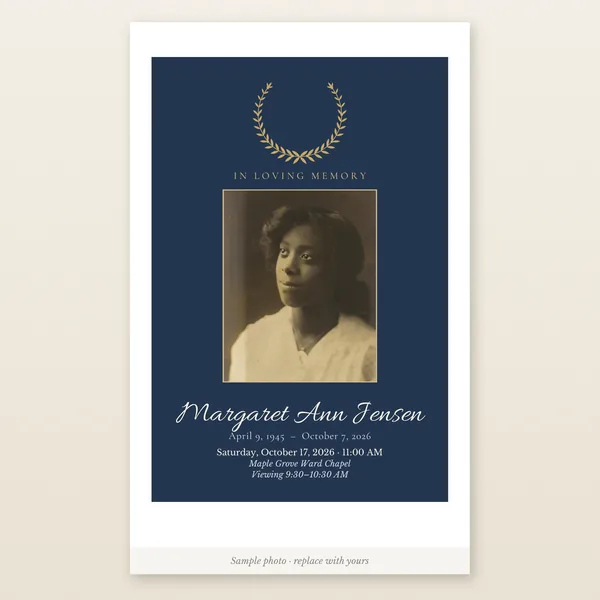 IN LOVING MEMORY
Margaret Ann Jensen
April 9, 1945 – October 7, 2026
Saturday, October 17, 2026 · 11:00 AM
Maple Grove Ward Chapel
Viewing 9:30–10:30 AM
Sample photo · replace with yours